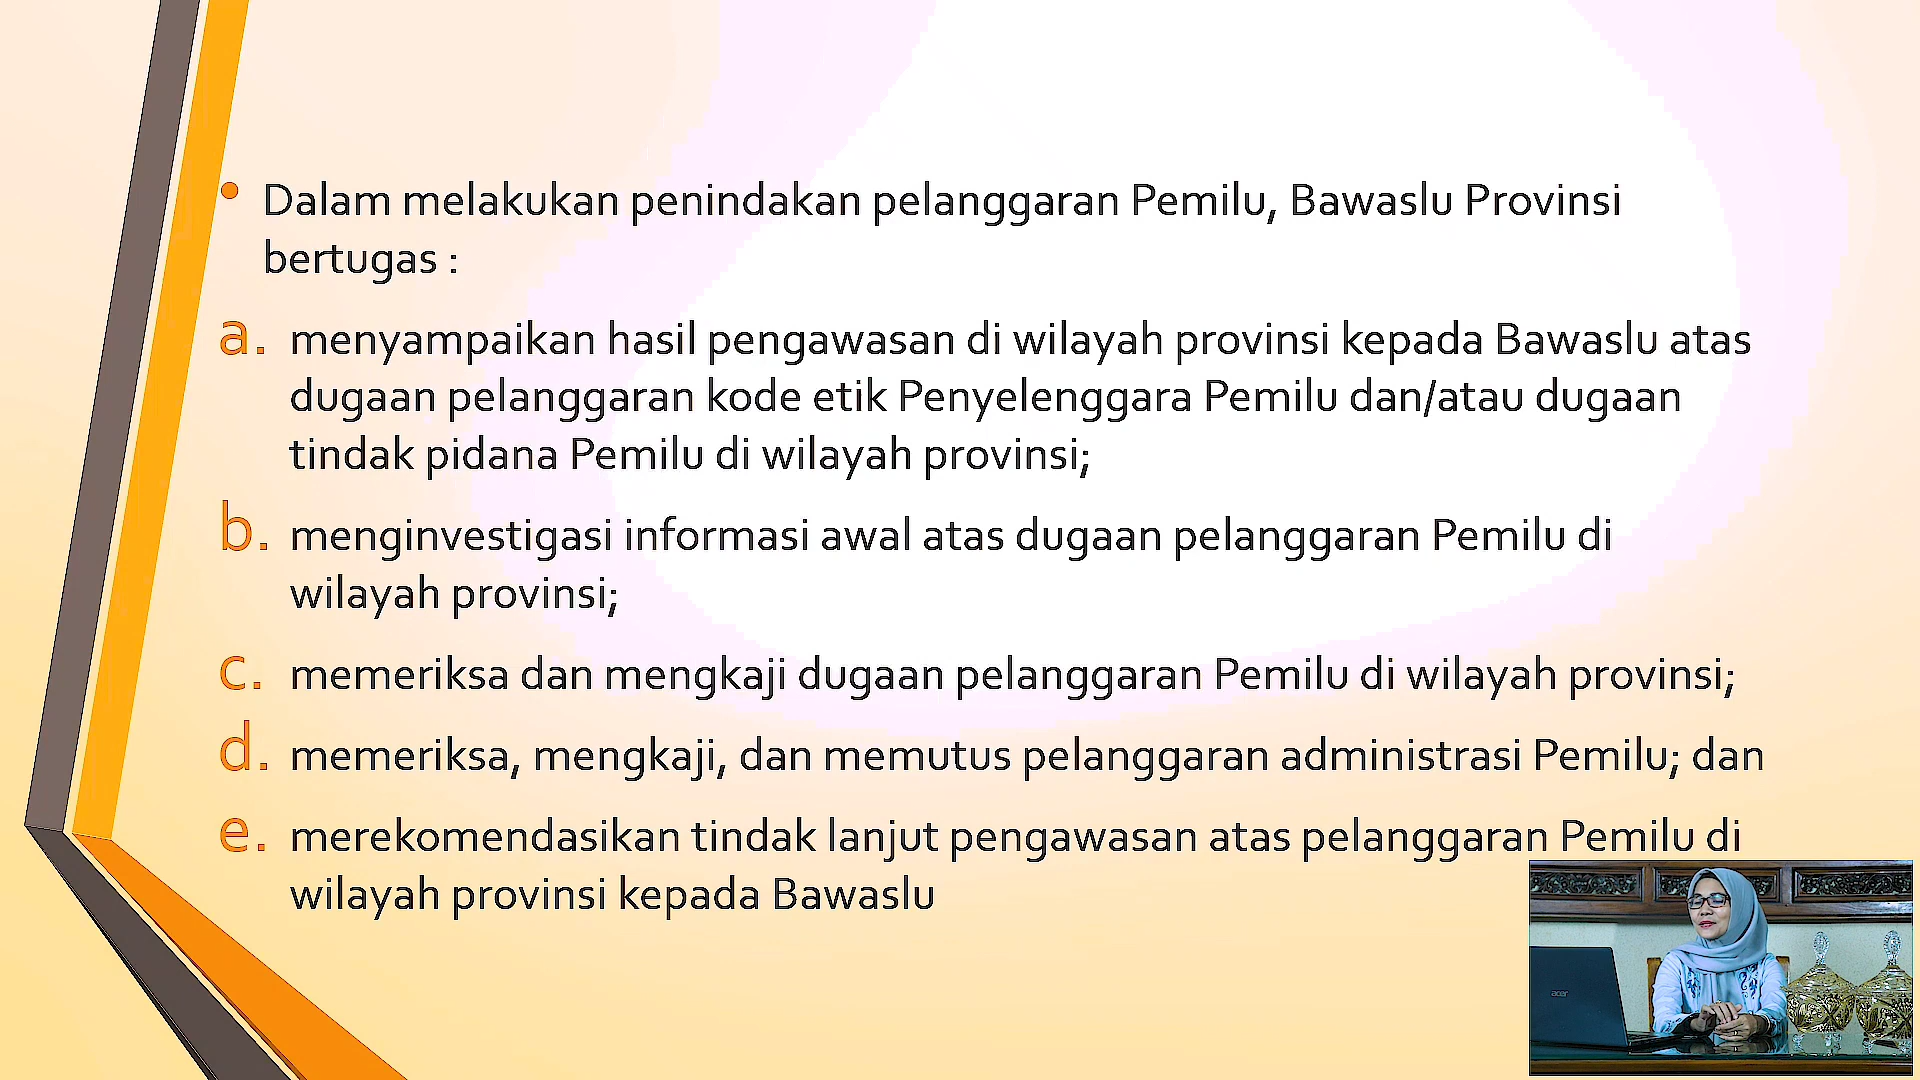 • Dalam melakukan penindakan pelanggaran Pemilu, Bawaslu Provinsi
bertugas :
a. menyampaikan hasil pengawasan di wilayah provinsi kepada Bawaslu atas
dugaan pelanggaran kode etik Penyelenggara Pemilu dan/atau dugaan
tindak pidana Pemilu di wilayah provinsi;
b. menginvestigasi informasi awal atas dugaan pelanggaran Pemilu di
wilayah provinsi;
c. memeriksa dan mengkaji dugaan pelanggaran Pemilu di wilayah provinsi;
d. memeriksa, mengkaji, dan memutus pelanggaran administrasi Pemilu; dan
e. merekomendasikan tindak lanjut pengawasan atas pelanggaran Pemilu di
wilayah provinsi kepada Bawaslu
acer